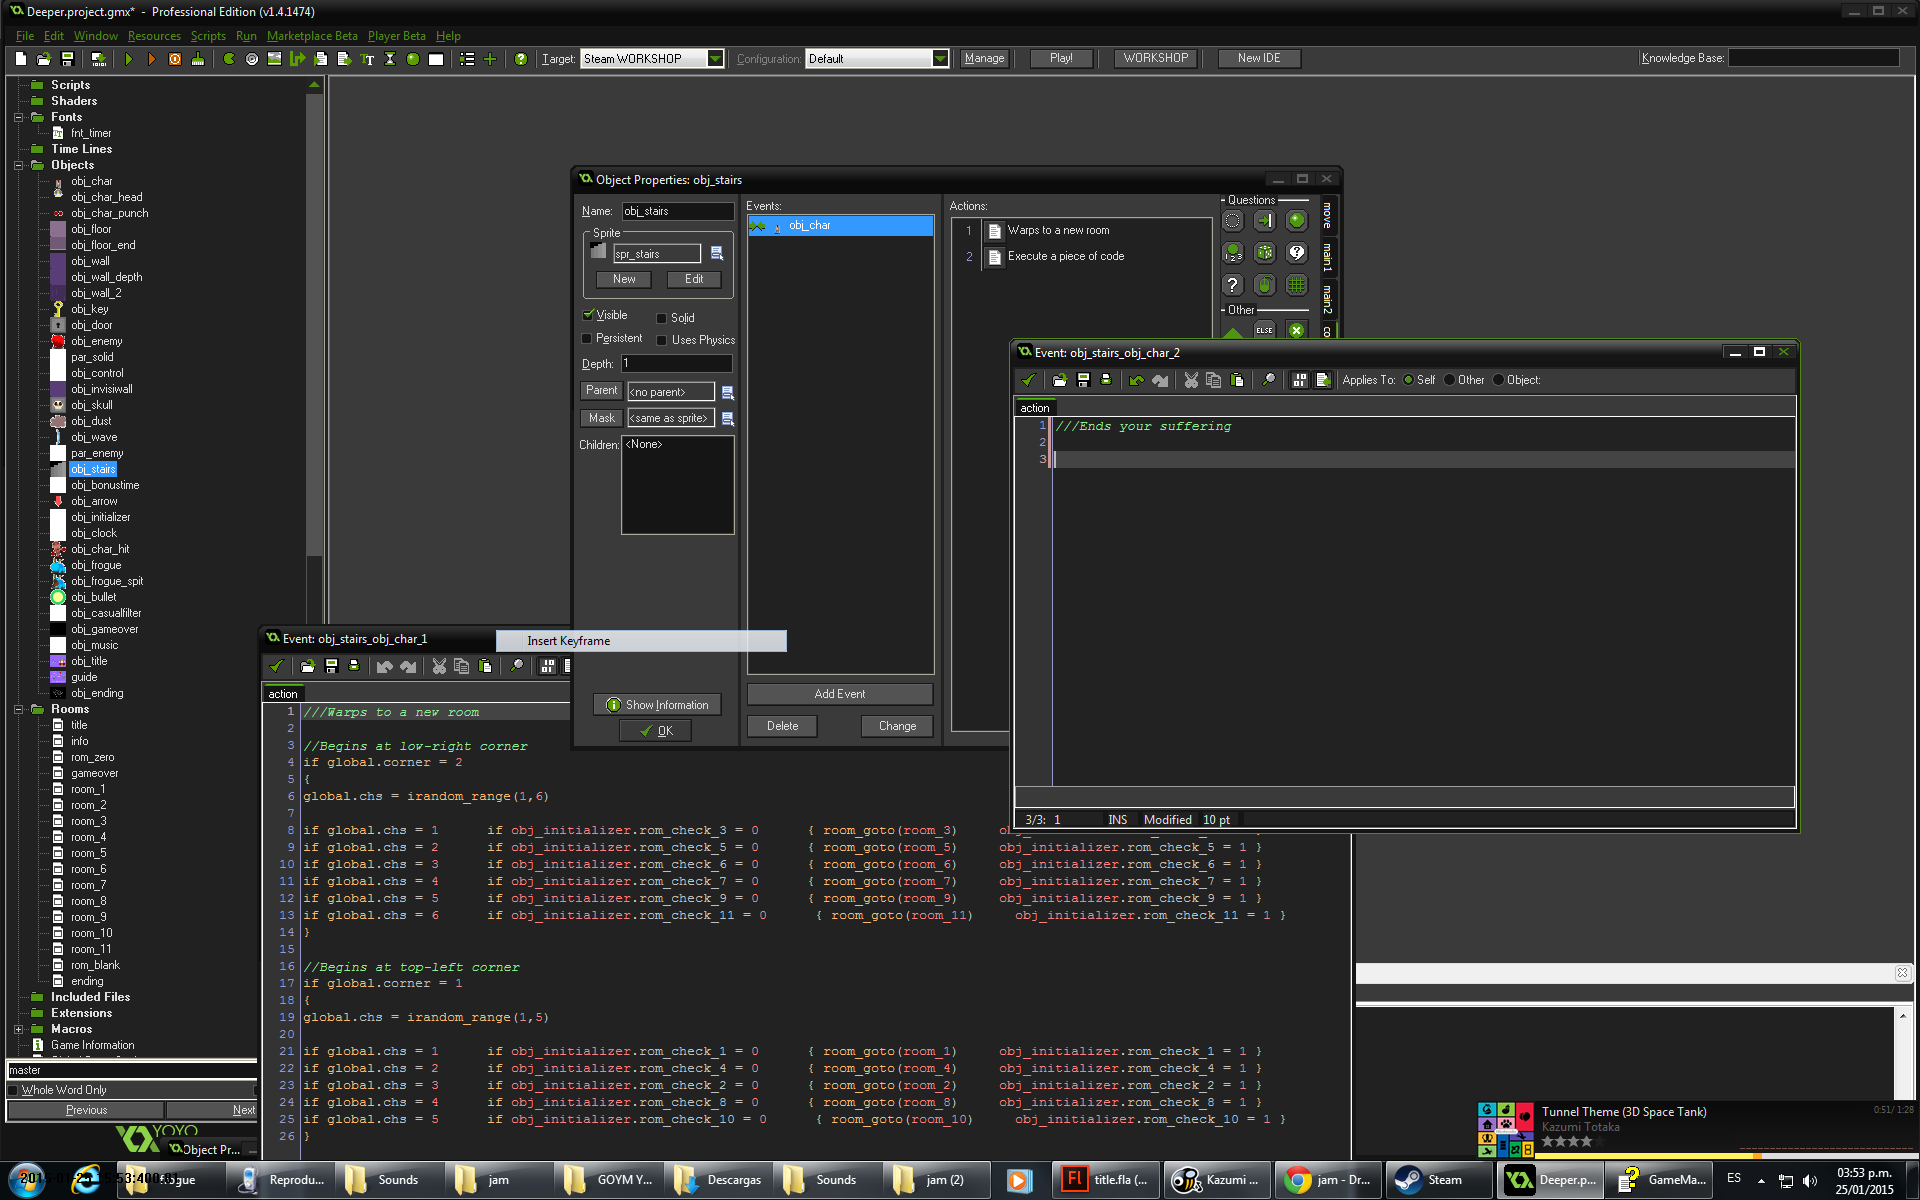 Deeper.project.gmx* - Professional Edition (v1.4.1474)
File Edit Window Resources Scripts Run Marketplace Beta Player Beta Help
Target: Steam WORKSHOP Configuration: Default Manage Play! WORKSHOP New IDE Knowledge Base:
Scripts
Shaders
Fonts
fnt_timer
Time Lines
Objects
obj_char
obj_char_head
obj_char_punch
obj_floor
obj_floor_end
obj_wall
obj_wall_depth
obj_wall_2
obj_key
obj_door
obj_enemy
par_solid
obj_control
obj_invisiwall
obj_skull
obj_dust
obj_wave
par_enemy
obj_stairs
obj_bonustime
obj_arrow
obj_initializer
obj_clock
obj_char_hit
obj_frogue
obj_frogue_spit
obj_bullet
obj_casualfilter
obj_gameover
obj_music
obj_title
guide
obj_ending
Rooms
title
info
rom_zero
gameover
room_1
room_2
room_3
room_4
room_5
room_6
room_7
room_8
room_9
room_10
room_11
rom_blank
ending
Included Files
Extensions
Macros
Game Information
master
Whole Word Only
Previous
Next
YOYO
Object Pr...
Object Properties: obj_stairs
Name: obj_stairs
Sprite
spr_stairs
New Edit
Visible Solid
Persistent Uses Physics
Depth: 1
Parent <no parent>
Mask <same as sprite>
Children: <None>
Show Information
OK
Events:
obj_char
Add Event
Delete Change
Actions:
1 Warps to a new room
2 Execute a piece of code
Questions
Other
ELSE
move
main1
main2
co
Insert Keyframe
Event: obj_stairs_obj_char_2
Applies To: Self Other Object:
action
1 ///Ends your suffering
2
3
3/3: 1 INS Modified 10 pt
Event: obj_stairs_obj_char_1
action
1 ///Warps to a new room
2
3 //Begins at low-right corner
4 if global.corner = 2
5 {
6 global.chs = irandom_range(1,6)
7
8 if global.chs = 1 if obj_initializer.rom_check_3 = 0 { room_goto(room_3)
9 if global.chs = 2 if obj_initializer.rom_check_5 = 0 { room_goto(room_5) obj_initializer.rom_check_5 = 1 }
10 if global.chs = 3 if obj_initializer.rom_check_6 = 0 { room_goto(room_6) obj_initializer.rom_check_6 = 1 }
11 if global.chs = 4 if obj_initializer.rom_check_7 = 0 { room_goto(room_7) obj_initializer.rom_check_7 = 1 }
12 if global.chs = 5 if obj_initializer.rom_check_9 = 0 { room_goto(room_9) obj_initializer.rom_check_9 = 1 }
13 if global.chs = 6 if obj_initializer.rom_check_11 = 0 { room_goto(room_11) obj_initializer.rom_check_11 = 1 }
14 }
15
16 //Begins at top-left corner
17 if global.corner = 1
18 {
19 global.chs = irandom_range(1,5)
20
21 if global.chs = 1 if obj_initializer.rom_check_1 = 0 { room_goto(room_1) obj_initializer.rom_check_1 = 1 }
22 if global.chs = 2 if obj_initializer.rom_check_4 = 0 { room_goto(room_4) obj_initializer.rom_check_4 = 1 }
23 if global.chs = 3 if obj_initializer.rom_check_2 = 0 { room_goto(room_2) obj_initializer.rom_check_2 = 1 }
24 if global.chs = 4 if obj_initializer.rom_check_8 = 0 { room_goto(room_8) obj_initializer.rom_check_8 = 1 }
25 if global.chs = 5 if obj_initializer.rom_check_10 = 0 { room_goto(room_10) obj_initializer.rom_check_10 = 1 }
26 }
Tunnel Theme (3D Space Tank) 0:51/ 1:28
Kazumi Totaka
Reprodu... Sounds jam GOYM Y... Descargas Sounds jam (2) title.fla (... Kazumi ... jam - Dr... Steam Deeper.p... GameMa... ES
03:53 p.m.
25/01/2015